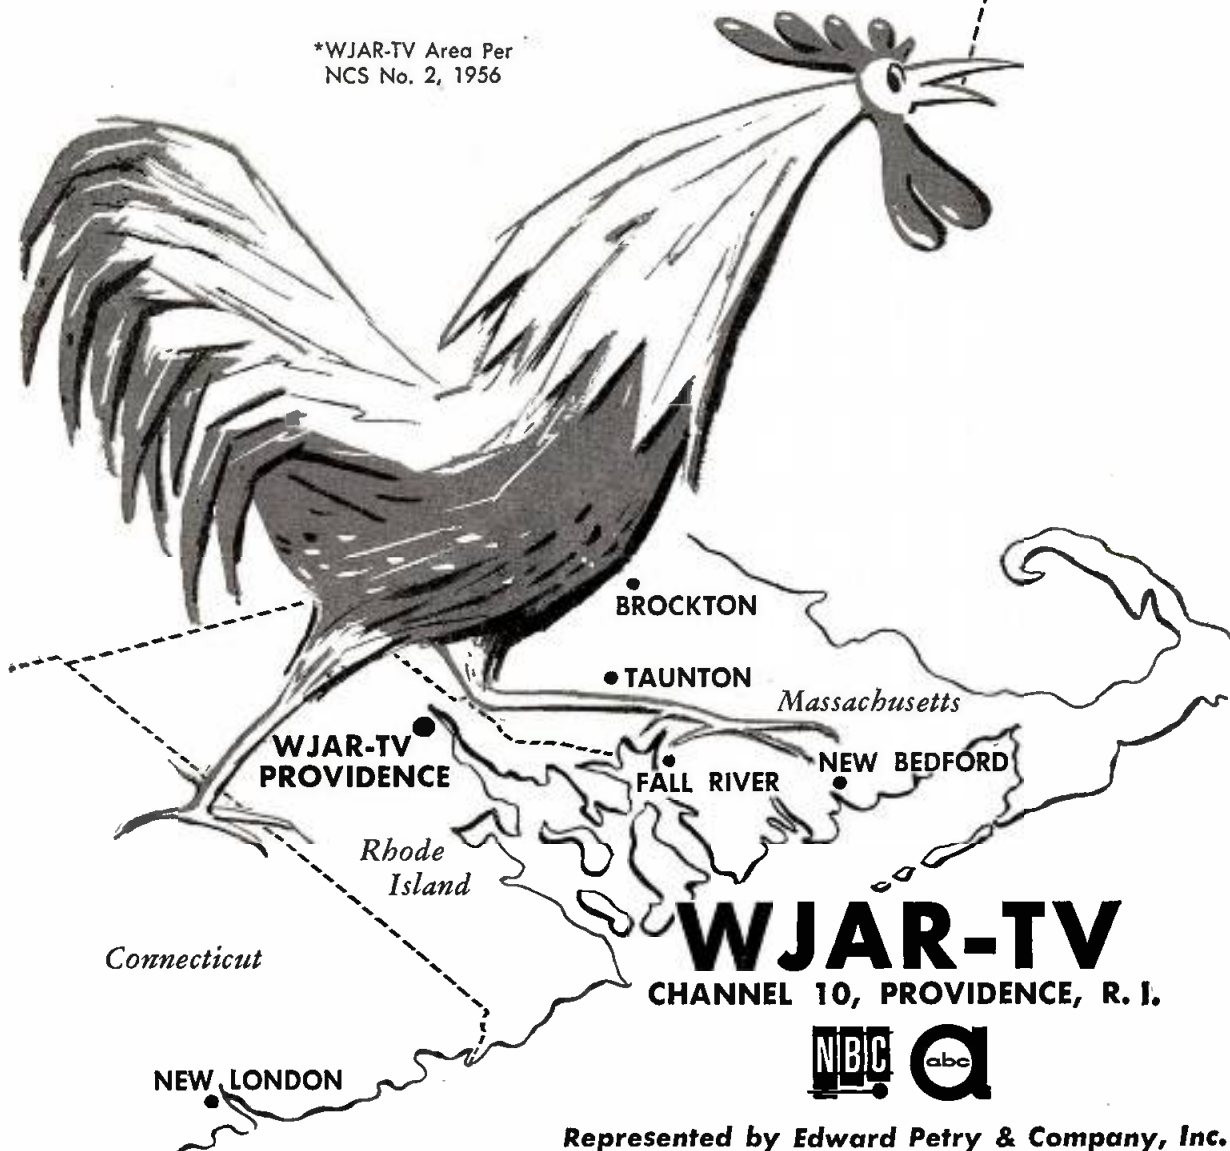 *WJAR-TV Area Per
NCS No. 2, 1956
BROCKTON
TAUNTON
Massachusetts
WJAR-TV
PROVIDENCE
FALL RIVER
NEW BEDFORD
Rhode
Island
Connecticut
WJAR-TV
CHANNEL 10, PROVIDENCE, R. I.
NBC
abc
NEW LONDON
Represented by Edward Petry & Company, Inc.